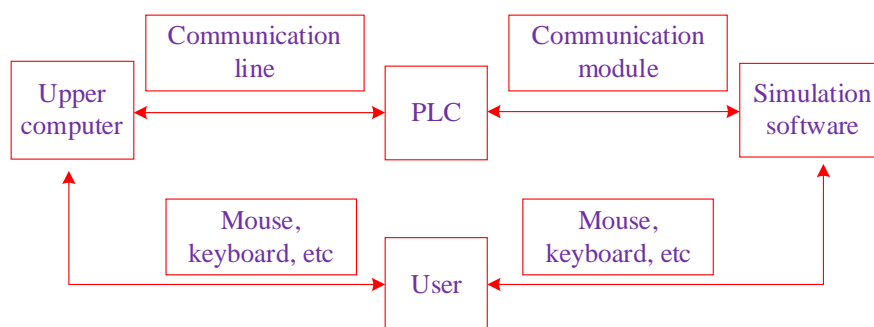 Communication
line
Communication
module
Upper
computer
PLC
Simulation
software
Mouse,
keyboard, etc
Mouse,
keyboard, etc
User